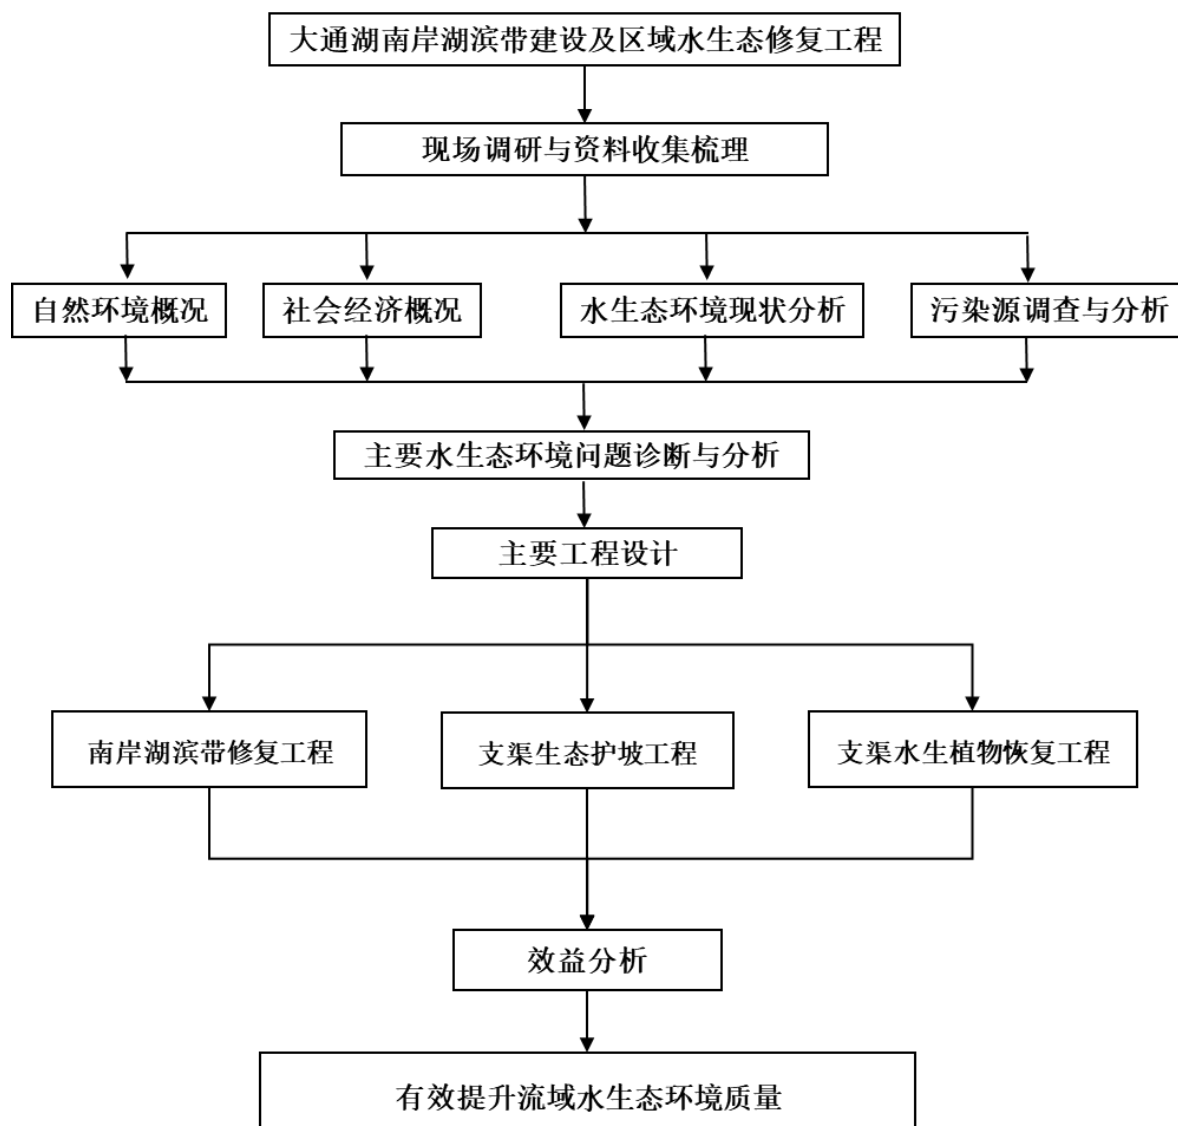 大通湖南岸湖滨带建设及区域水生态修复工程
现场调研与资料收集梳理
自然环境概况
社会经济概况
水生态环境现状分析
污染源调查与分析
主要水生态环境问题诊断与分析
主要工程设计
南岸湖滨带修复工程
支渠生态护坡工程
支渠水生植物恢复工程
效益分析
有效提升流域水生态环境质量